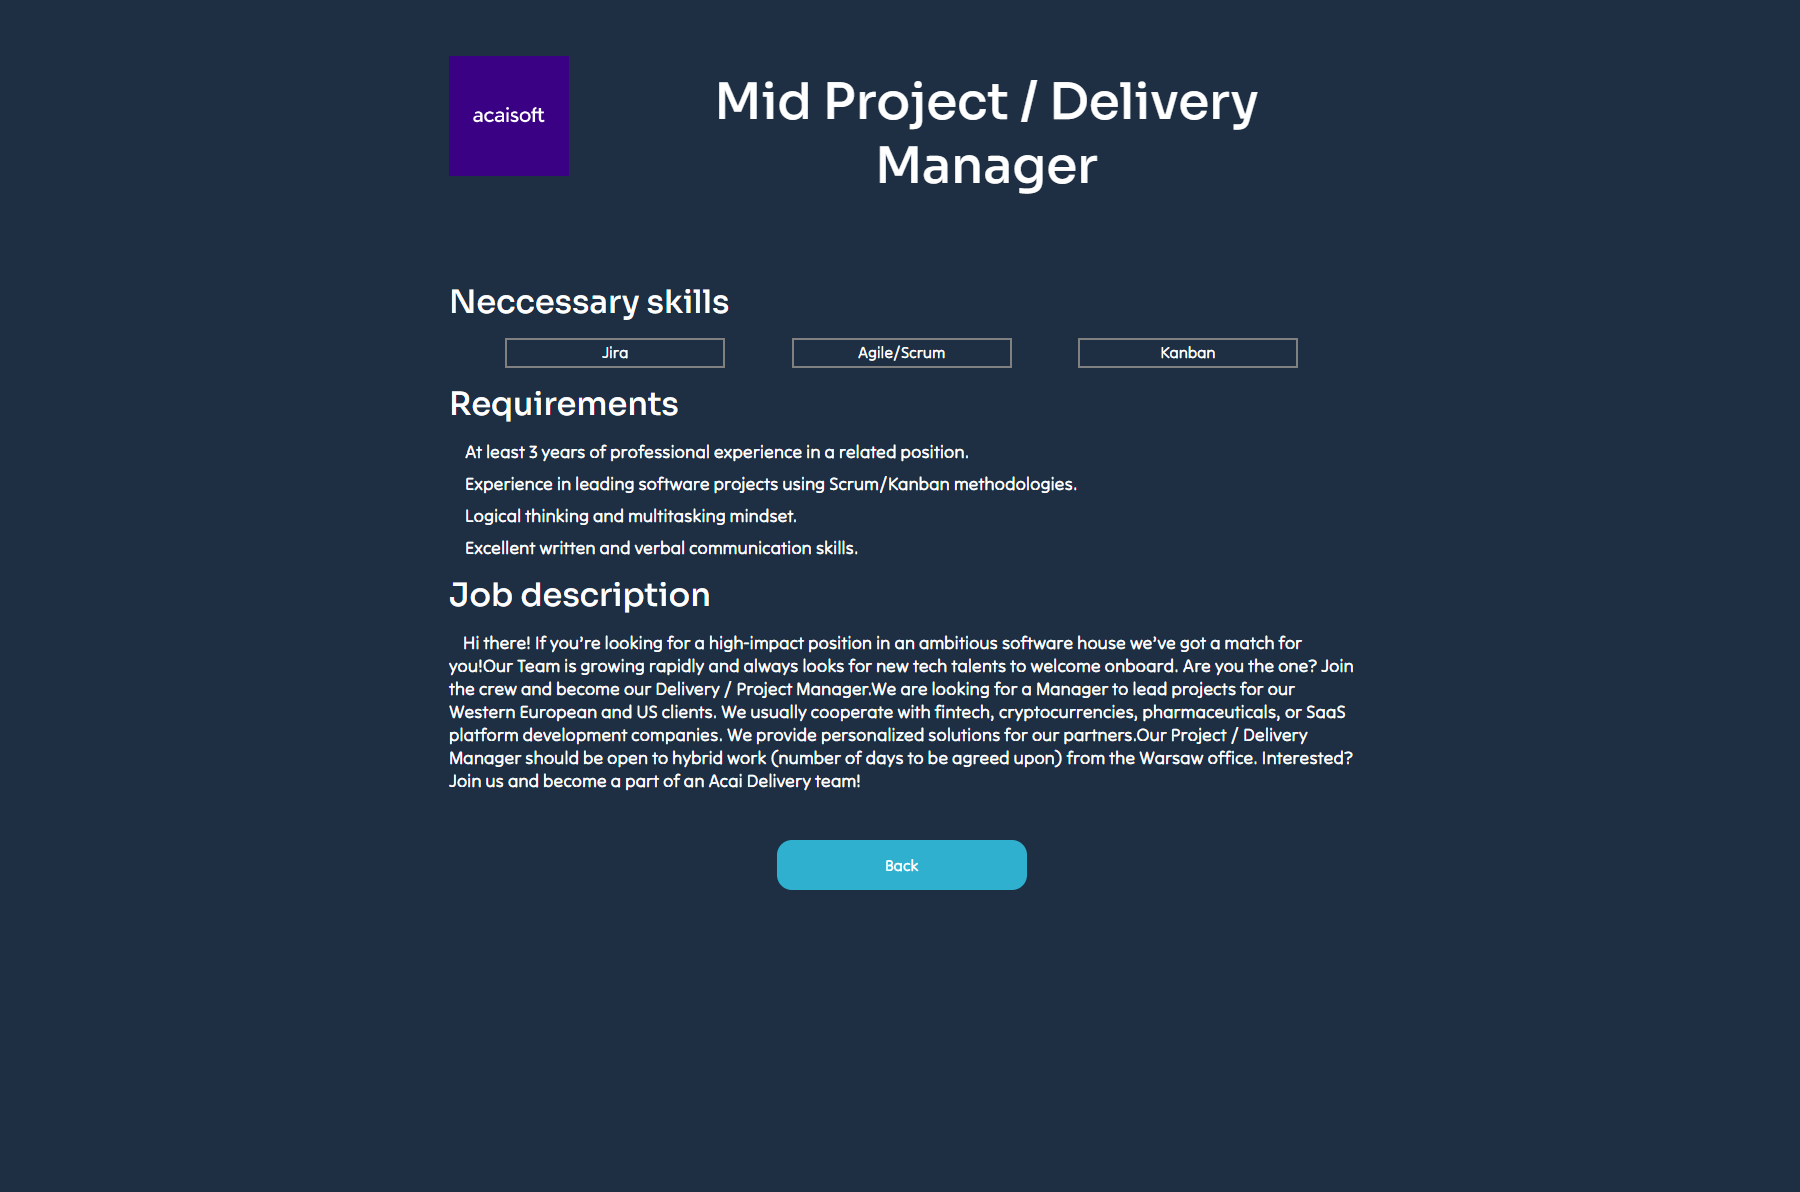 acaisoft
Mid Project / Delivery
Manager
Neccessary skills
Jira
Agile/Scrum
Kanban
Requirements
At least 3 years of professional experience in a related position.
Experience in leading software projects using Scrum/Kanban methodologies.
Logical thinking and multitasking mindset.
Excellent written and verbal communication skills.
Job description
Hi there! If you’re looking for a high-impact position in an ambitious software house we’ve got a match for
you!Our Team is growing rapidly and always looks for new tech talents to welcome onboard. Are you the one? Join
the crew and become our Delivery / Project Manager.We are looking for a Manager to lead projects for our
Western European and US clients. We usually cooperate with fintech, cryptocurrencies, pharmaceuticals, or SaaS
platform development companies. We provide personalized solutions for our partners.Our Project / Delivery
Manager should be open to hybrid work (number of days to be agreed upon) from the Warsaw office. Interested?
Join us and become a part of an Acai Delivery team!
Back